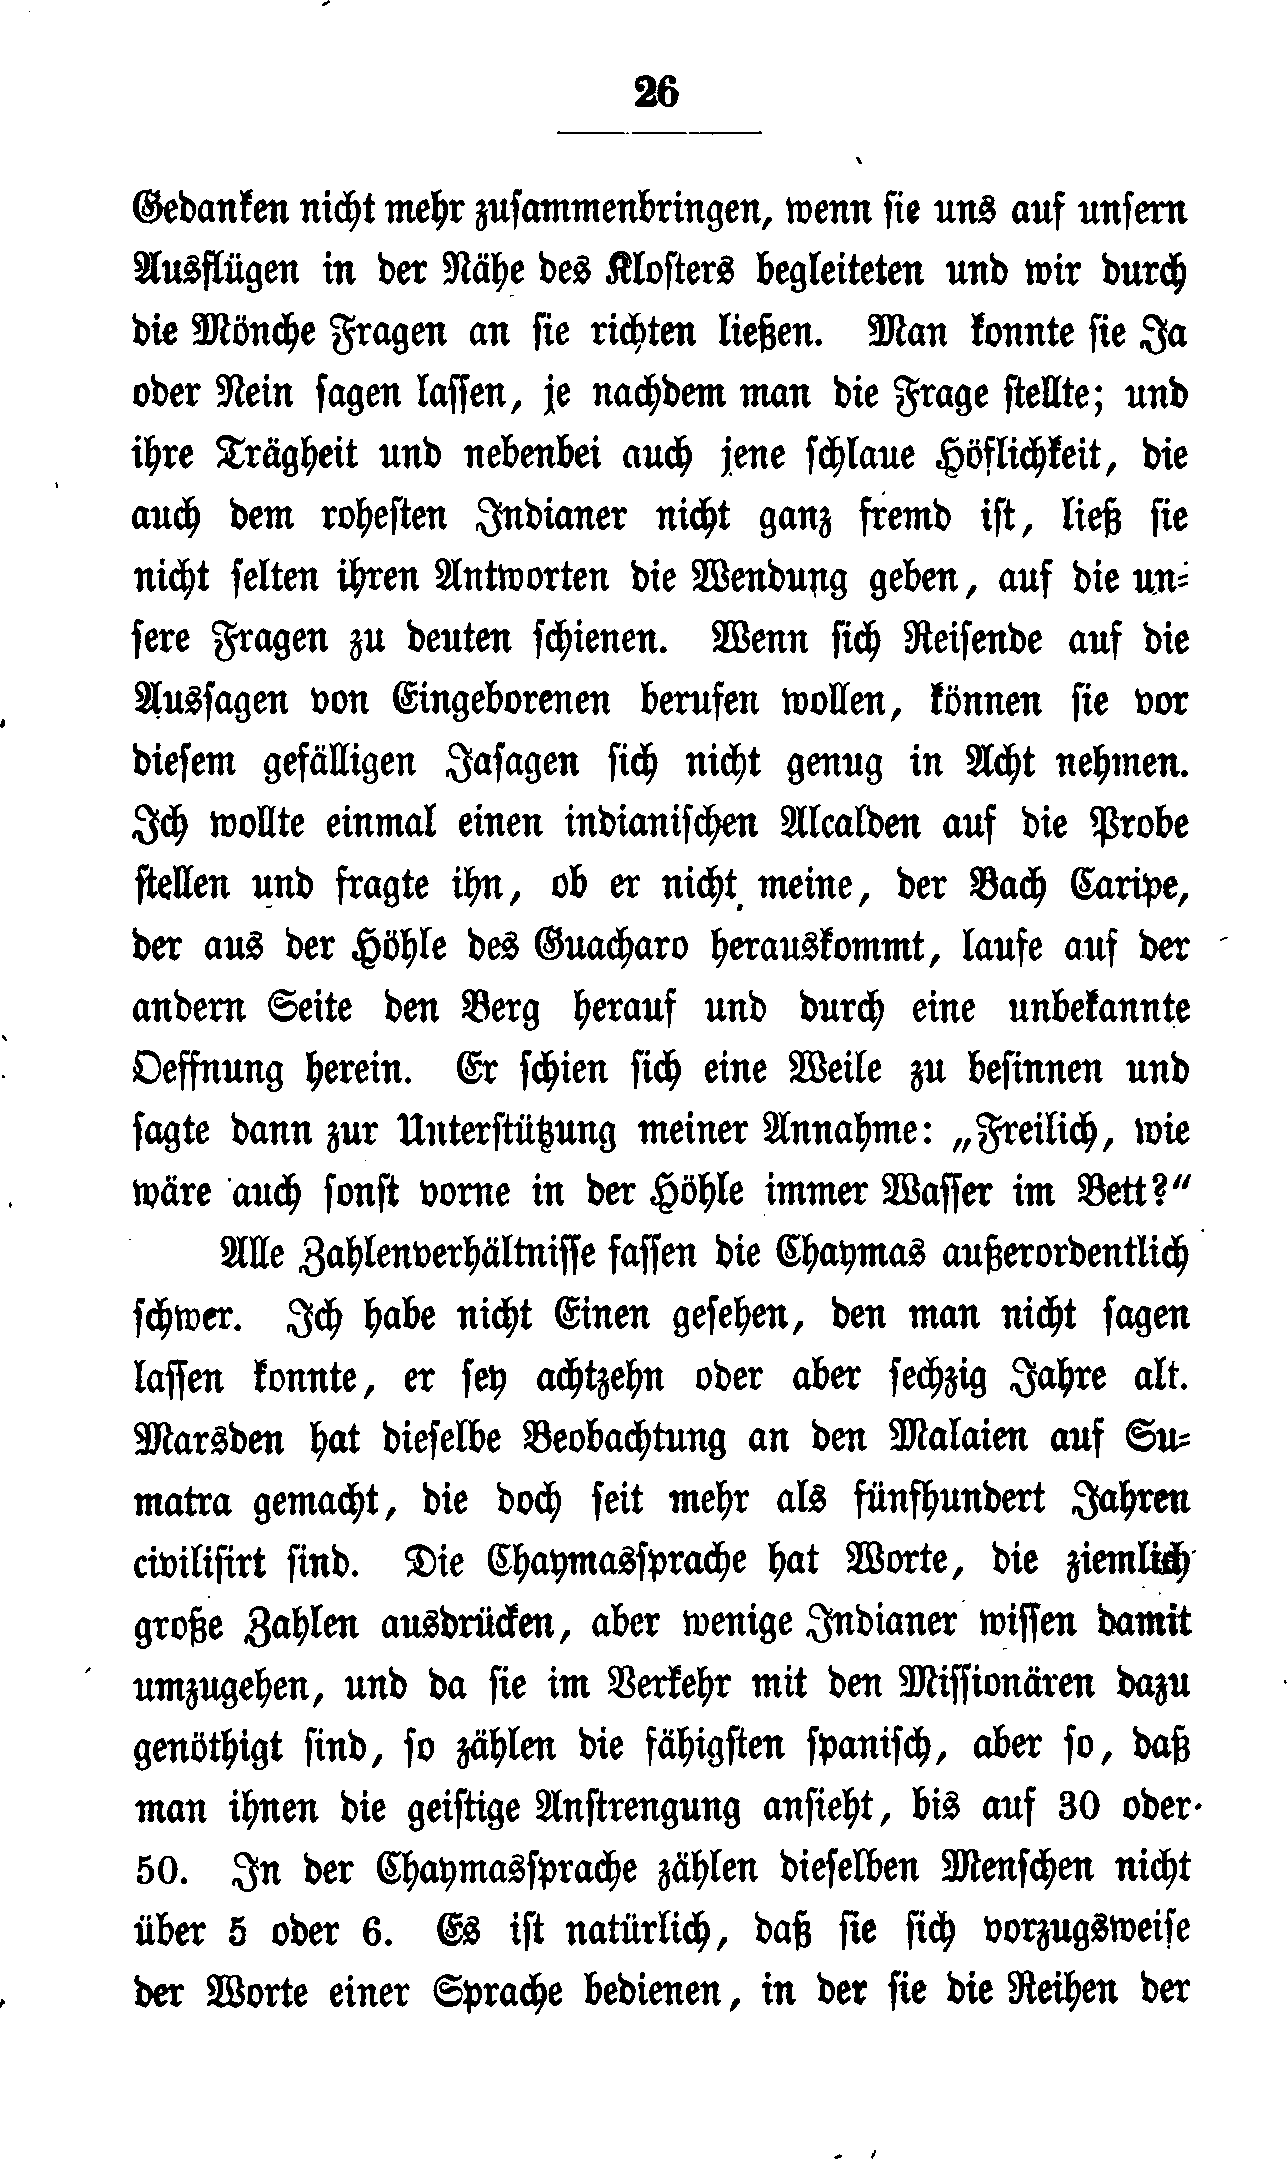 26
Gedanken nicht mehr zusammenbringen, wenn sie uns auf unsern
Ausflügen in der Nähe des Klosters begleiteten und wir durch
die Mönche Fragen an sie richten ließen. Man konnte sie Ja
oder Nein sagen lassen, je nachdem man die Frage stellte; und
ihre Trägheit und nebenbei auch jene schlaue Höflichkeit, die
auch dem rohesten Indianer nicht ganz fremd ist, ließ sie
nicht selten ihren Antworten die Wendung geben, auf die un-
sere Fragen zu deuten schienen. Wenn sich Reisende auf die
Aussagen von Eingeborenen berufen wollen, können sie vor
diesem gefälligen Jasagen sich nicht genug in Acht nehmen.
Ich wollte einmal einen indianischen Alcalden auf die Probe
stellen und fragte ihn, ob er nicht meine, der Bach Caripe,
der aus der Höhle des Guacharo herauskommt, laufe auf der
andern Seite den Berg herauf und durch eine unbekannte
Oeffnung herein. Er schien sich eine Weile zu besinnen und
sagte dann zur Unterstützung meiner Annahme: „Freilich, wie
wäre auch sonst vorne in der Höhle immer Wasser im Bett?“
Alle Zahlenverhältnisse fassen die Chaymas außerordentlich
schwer. Ich habe nicht Einen gesehen, den man nicht sagen
lassen konnte, er sey achtzehn oder aber sechzig Jahre alt.
Marsden hat dieselbe Beobachtung an den Malaien auf Su-
matra gemacht, die doch seit mehr als fünfhundert Jahren
civilisirt sind. Die Chaymassprache hat Worte, die ziemlich
große Zahlen ausdrücken, aber wenige Indianer wissen damit
umzugehen, und da sie im Verkehr mit den Missionären dazu
genöthigt sind, so zählen die fähigsten spanisch, aber so, daß
man ihnen die geistige Anstrengung ansieht, bis auf 30 oder
50. In der Chaymassprache zählen dieselben Menschen nicht
über 5 oder 6. Es ist natürlich, daß sie sich vorzugsweise
der Worte einer Sprache bedienen, in der sie die Reihen der